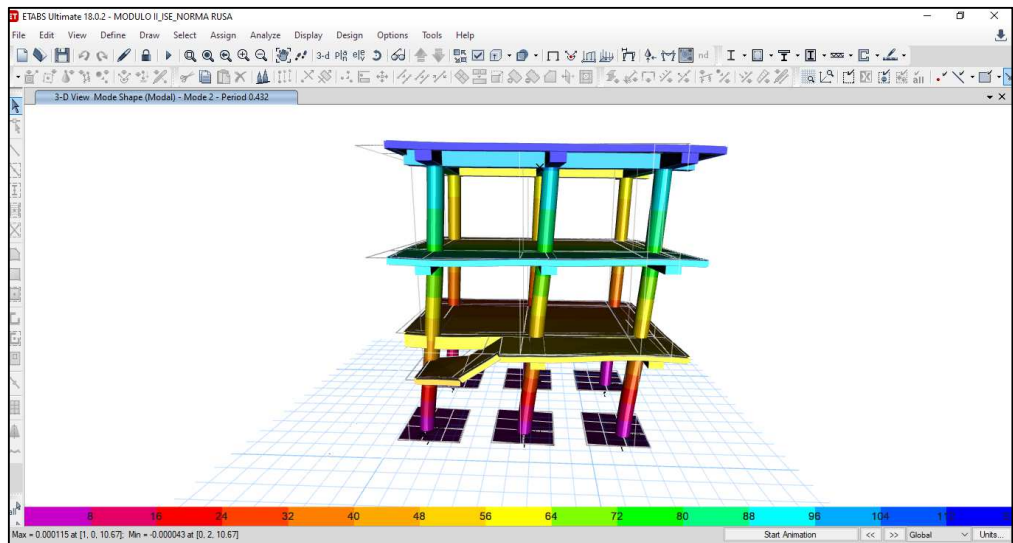 ETABS Ultimate 18.0.2 - MODULO II_ISE_NORMA RUSA
File Edit View Define Draw Select Assign Analyze Display Design Options Tools Help
3-d nd
3-D View Mode Shape (Modal) - Mode 2 - Period 0.432
all
8 16 24 32 40 48 56 64 72 80 88 96 104
Max = 0.000115 at [1, 0, 10.67]; Min = -0.000043 at [0, 2, 10.67] Start Animation << >> Global Units...